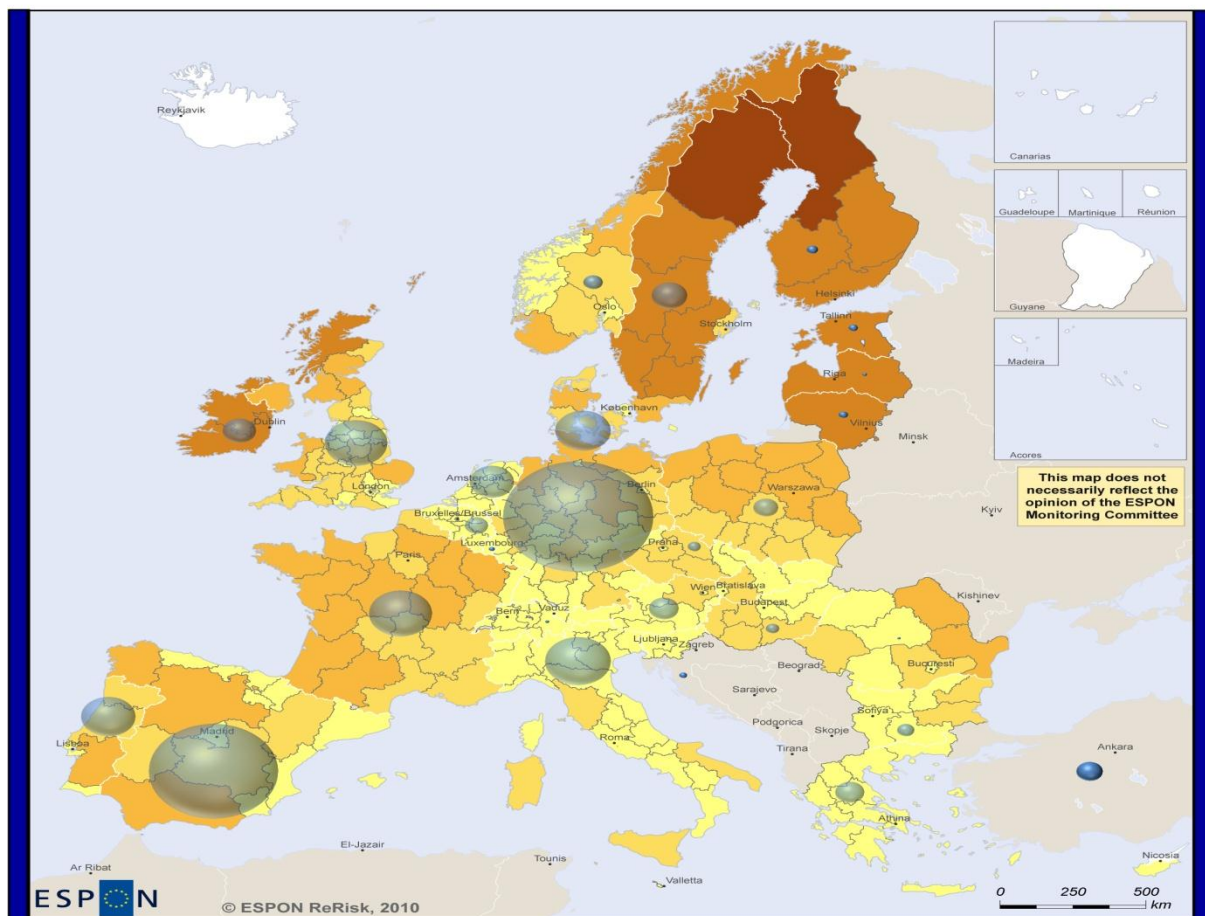 Reykjavik
Canarias
Guadeloupe
Martinique
Réunion
Guyane
Madeira
Acores
This map does not
necessarily reflect the
opinion of the ESPON
Monitoring Committee
Oslo
Helsinki
Tallinn
Stockholm
Riga
Dublin
København
Vilnius
Minsk
London
Amsterdam
Berlin
Warszawa
Bruxelles/Brussel
Kyiv
Luxembourg
Praha
Paris
Wien
Bratislava
Bern
Vaduz
Budapest
Kishinev
Ljubljana
Zagreb
Bucuresti
Beograd
Sarajevo
Sofiya
Podgorica
Skopje
Madrid
Lisboa
Roma
Tirana
Ankara
Athina
El-Jazair
Tounis
Ar Ribat
Valletta
Nicosia
ESPON
© ESPON ReRisk, 2010
0 250 500
km